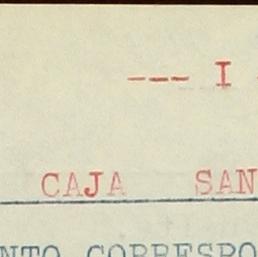 --- I
CAJA SAN
NTO CORRESPO